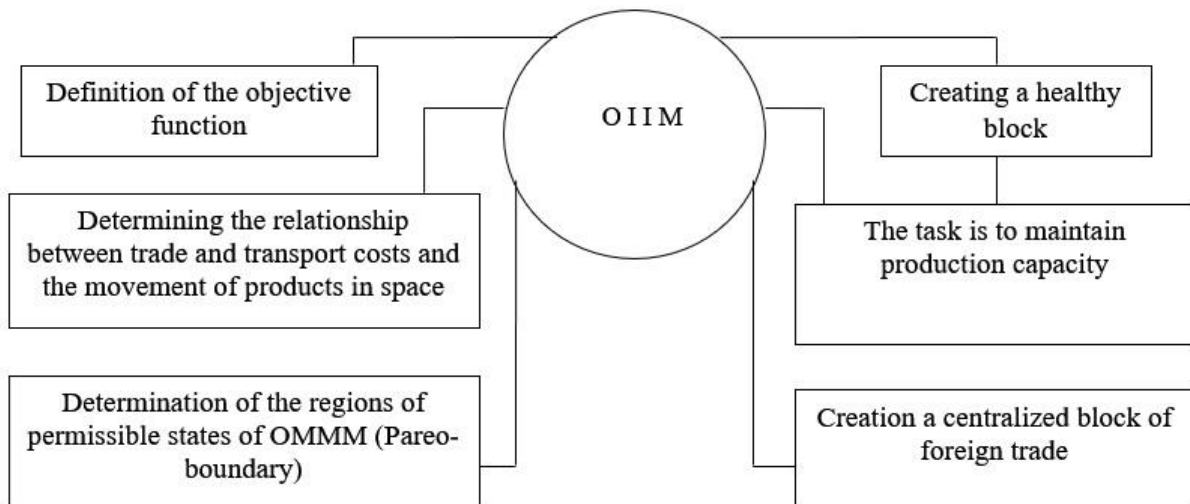 Definition of the objective
function
Determining the relationship
between trade and transport costs and
the movement of products in space
Determination of the regions of
permissible states of OMMM (Pareo-
boundary)
O I I M
Creating a healthy
block
The task is to maintain
production capacity
Creation a centralized block of
foreign trade